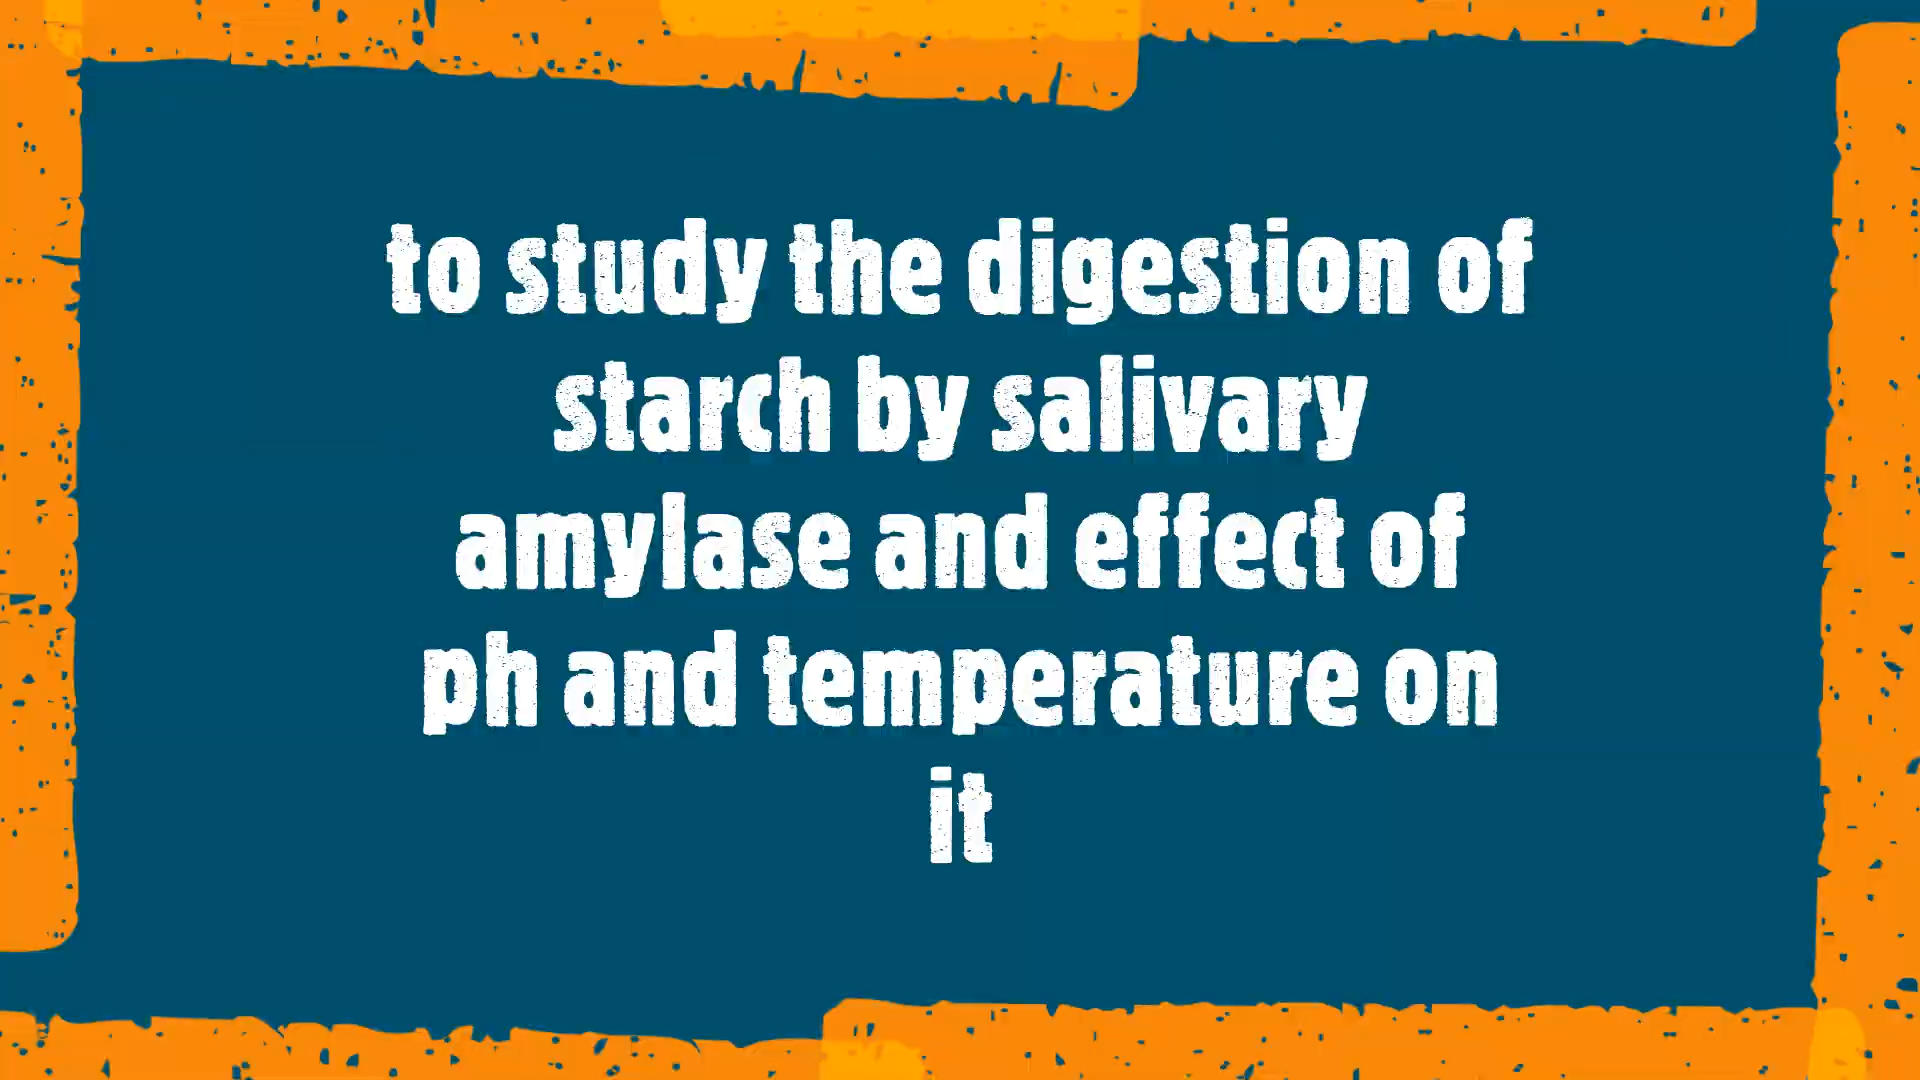 to study the digestion of
starch by salivary
amylase and effect of
ph and temperature on
it